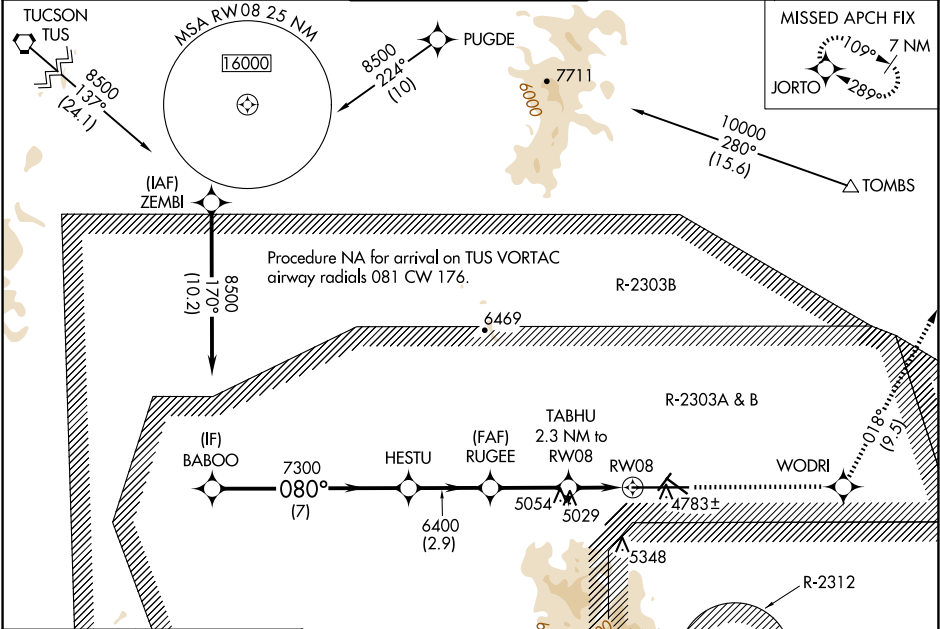 TUCSON
TUS
8500
137°
(24.1)
MSA RW 08 25 NM
16000
8500
224°
(10)
PUGDE
7711
6000
MISSED APCH FIX
109°
7 NM
JORTO
289°
10000
280°
(15.6)
TOMBS
(IAF)
ZEMBI
8500
170°
(10.2)
Procedure NA for arrival on TUS VORTAC
airway radials 081 CW 176.
R-2303B
6469
R-2303A & B
018°
(9.5)
(IF)
BABOO
7300
080°
(7)
HESTU
6400
(2.9)
(FAF)
RUGEE
TABHU
2.3 NM to
RW08
RW08
WODRI
5054
5029
4783±
5348
R-2312